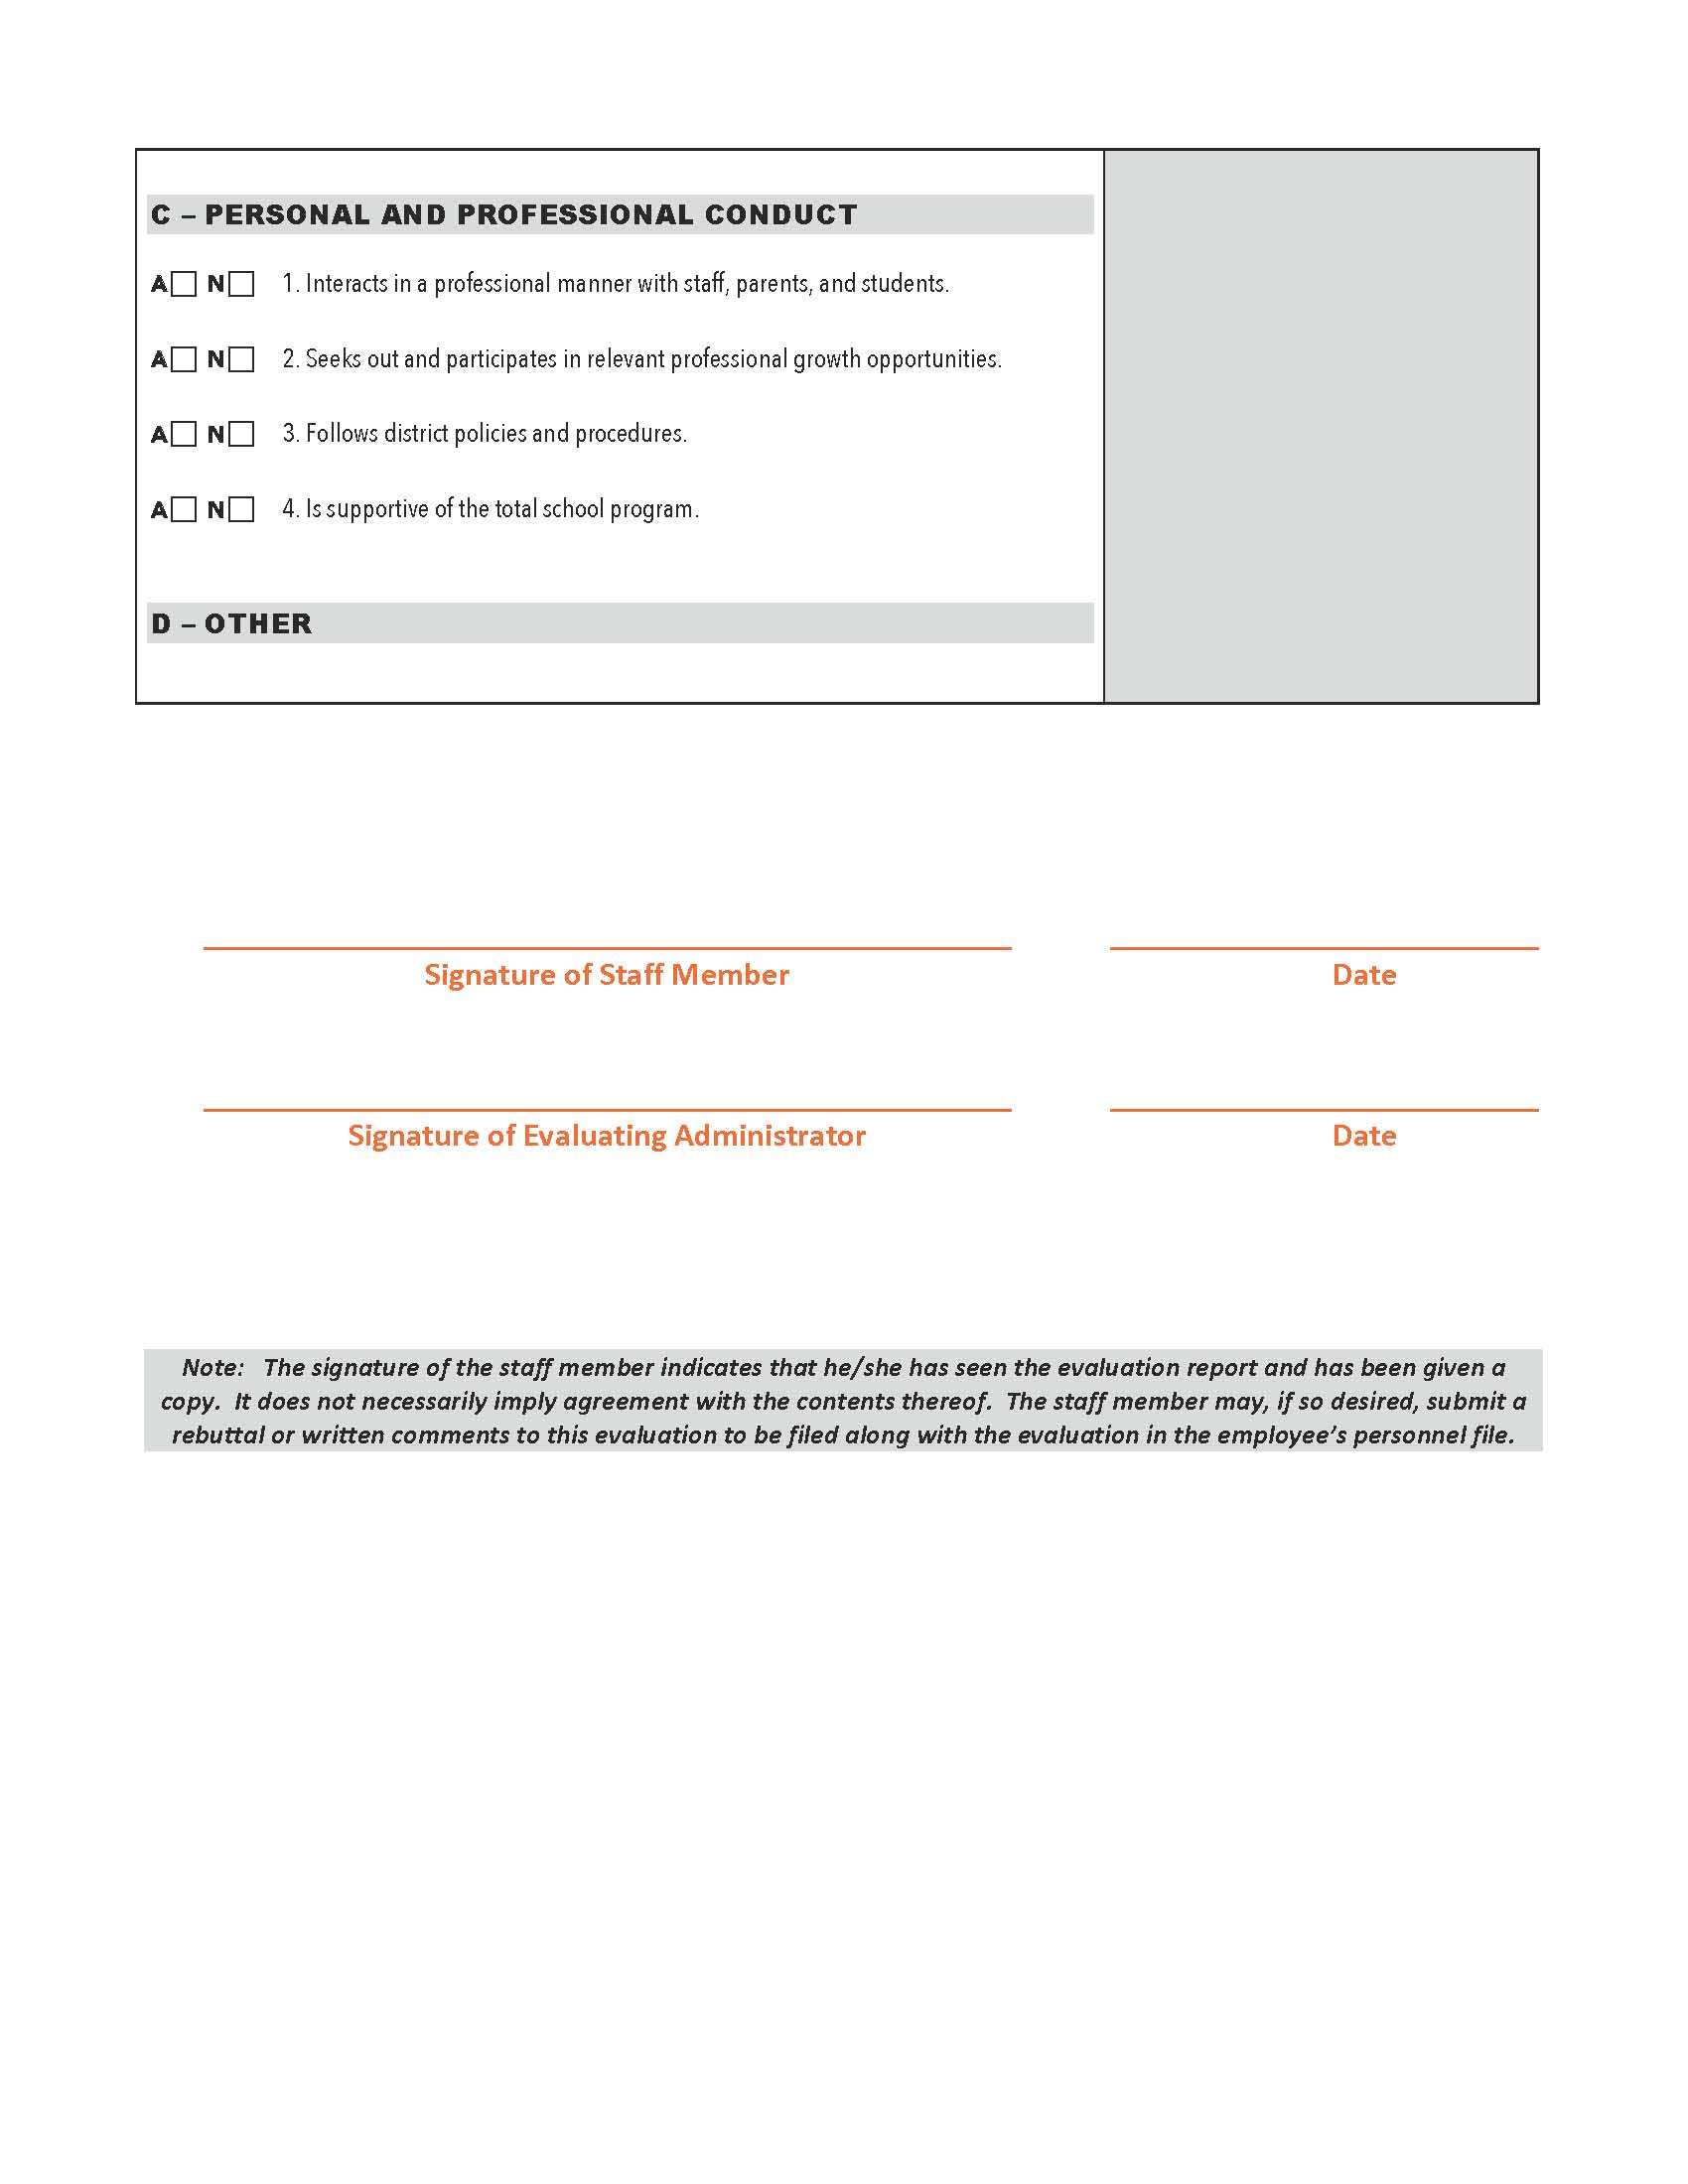 C – PERSONAL AND PROFESSIONAL CONDUCT
A☐ N☐ 1. Interacts in a professional manner with staff, parents, and students.
A☐ N☐ 2. Seeks out and participates in relevant professional growth opportunities.
A☐ N☐ 3. Follows district policies and procedures.
A☐ N☐ 4. Is supportive of the total school program.
D – OTHER
Signature of Staff Member Date
Signature of Evaluating Administrator Date
Note: The signature of the staff member indicates that he/she has seen the evaluation report and has been given a
copy. It does not necessarily imply agreement with the contents thereof. The staff member may, if so desired, submit a
rebuttal or written comments to this evaluation to be filed along with the evaluation in the employee’s personnel file.